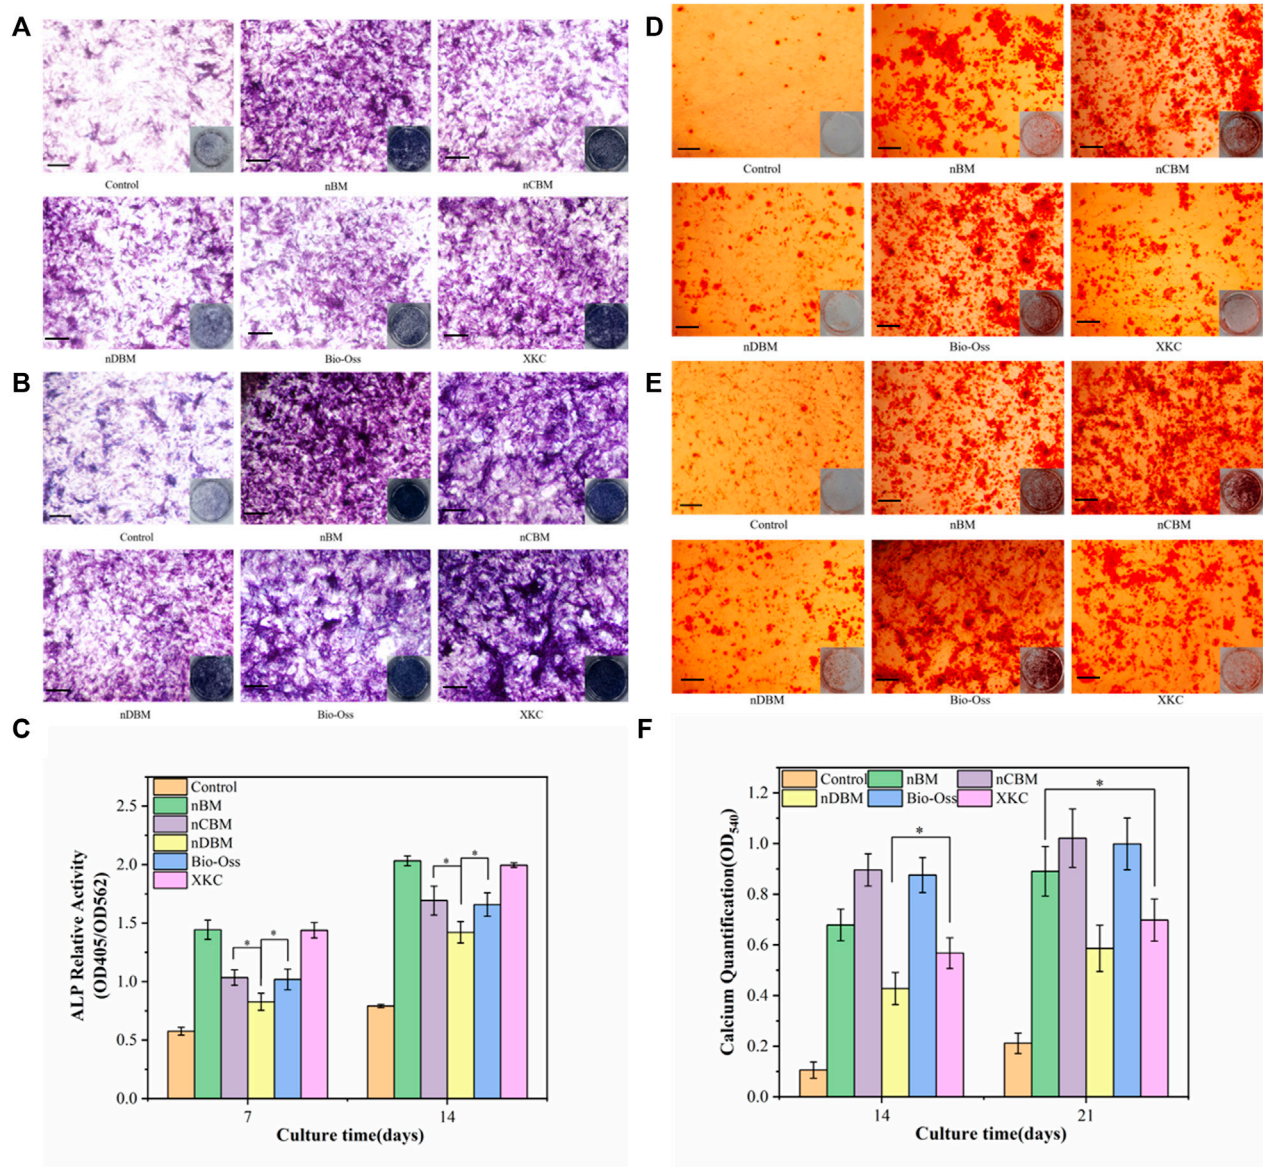 A
Control
nBM
nCBM
nDBM
Bio-Oss
XKC
B
Control
nBM
nCBM
nDBM
Bio-Oss
XKC
C
Control
nBM
nCBM
nDBM
Bio-Oss
XKC
ALP Relative Activity
(OD405/OD562)
2.5
2.0
1.5
1.0
0.5
0.0
* *
* *
7 14
Culture time(days)
D
Control
nBM
nCBM
nDBM
Bio-Oss
XKC
E
Control
nBM
nCBM
nDBM
Bio-Oss
XKC
F
Control nBM nCBM
nDBM Bio-Oss XKC
Calcium Quantification(OD540)
1.2
1.0
0.8
0.6
0.4
0.2
0.0
*
*
14 21
Culture time(days)